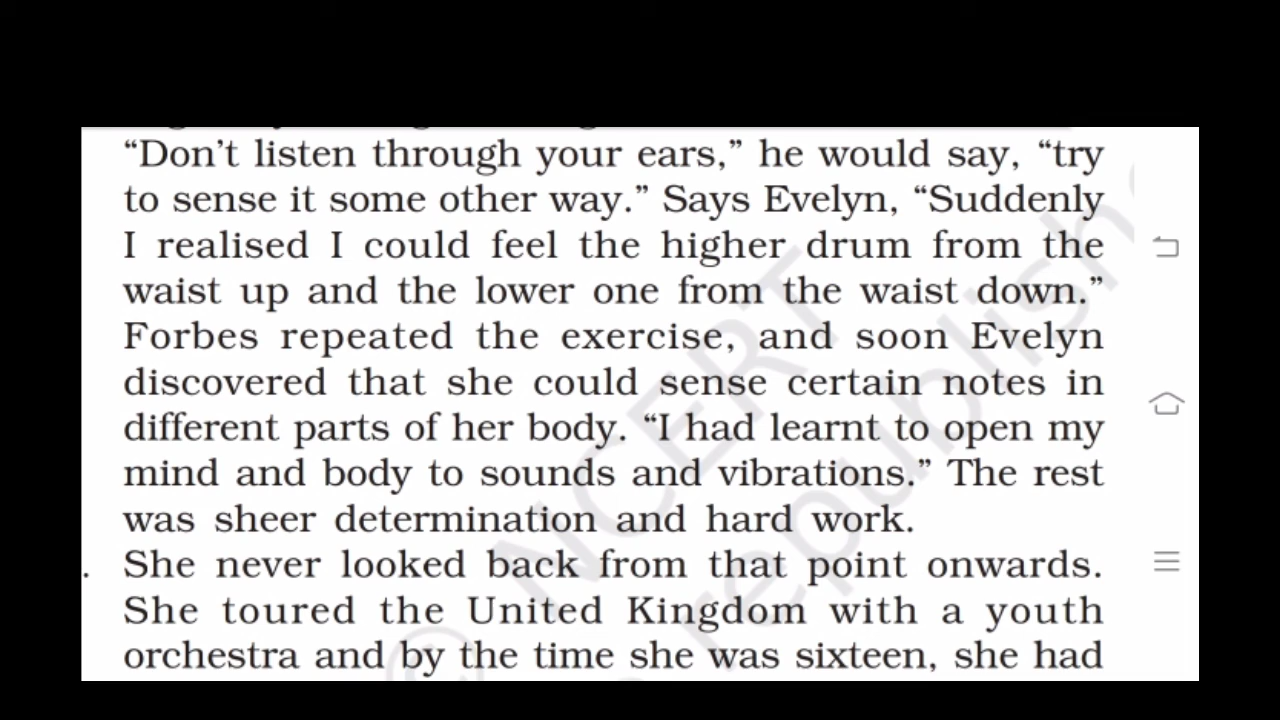 “Don’t listen through your ears,” he would say, “try
to sense it some other way.” Says Evelyn, “Suddenly
I realised I could feel the higher drum from the
waist up and the lower one from the waist down.”
Forbes repeated the exercise, and soon Evelyn
discovered that she could sense certain notes in
different parts of her body. “I had learnt to open my
mind and body to sounds and vibrations.” The rest
was sheer determination and hard work.
. She never looked back from that point onwards.
She toured the United Kingdom with a youth
orchestra and by the time she was sixteen, she had
© NCERT
republish